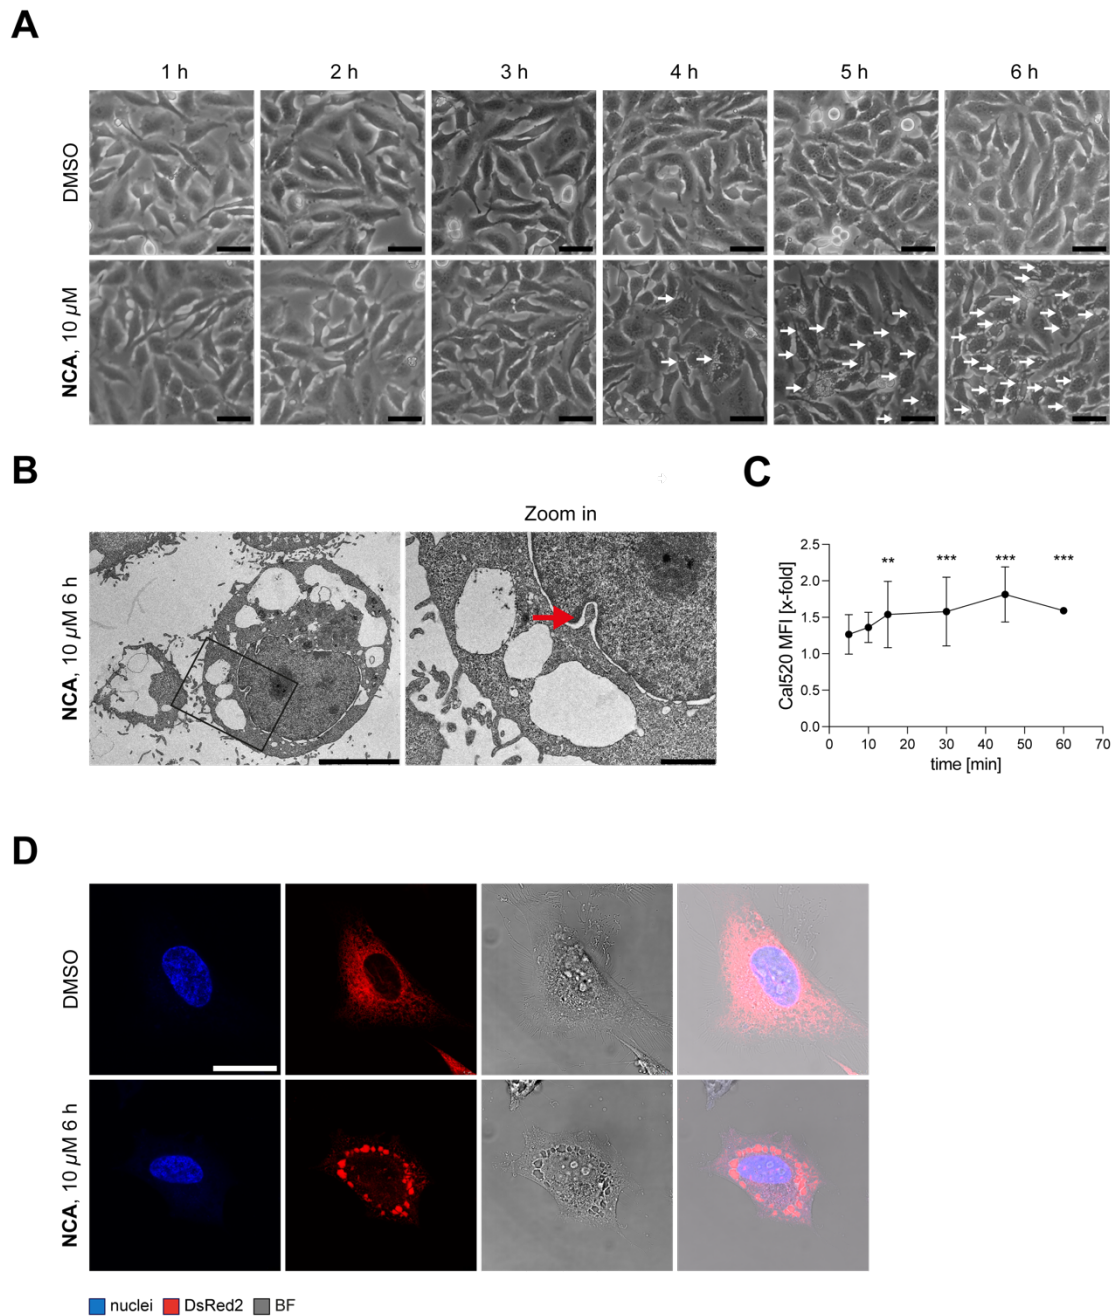 A
1 h 2 h 3 h 4 h 5 h 6 h
DMSO
NCA, 10 µM
B
Zoom in
NCA, 10 µM 6 h
C
Cal520 MFI [x-fold]
2.5
2.0
1.5
1.0
0.5
0.0
** *** *** ***
0 10 20 30 40 50 60 70
time [min]
D
DMSO
NCA, 10 µM 6 h
nuclei DsRed2 BF